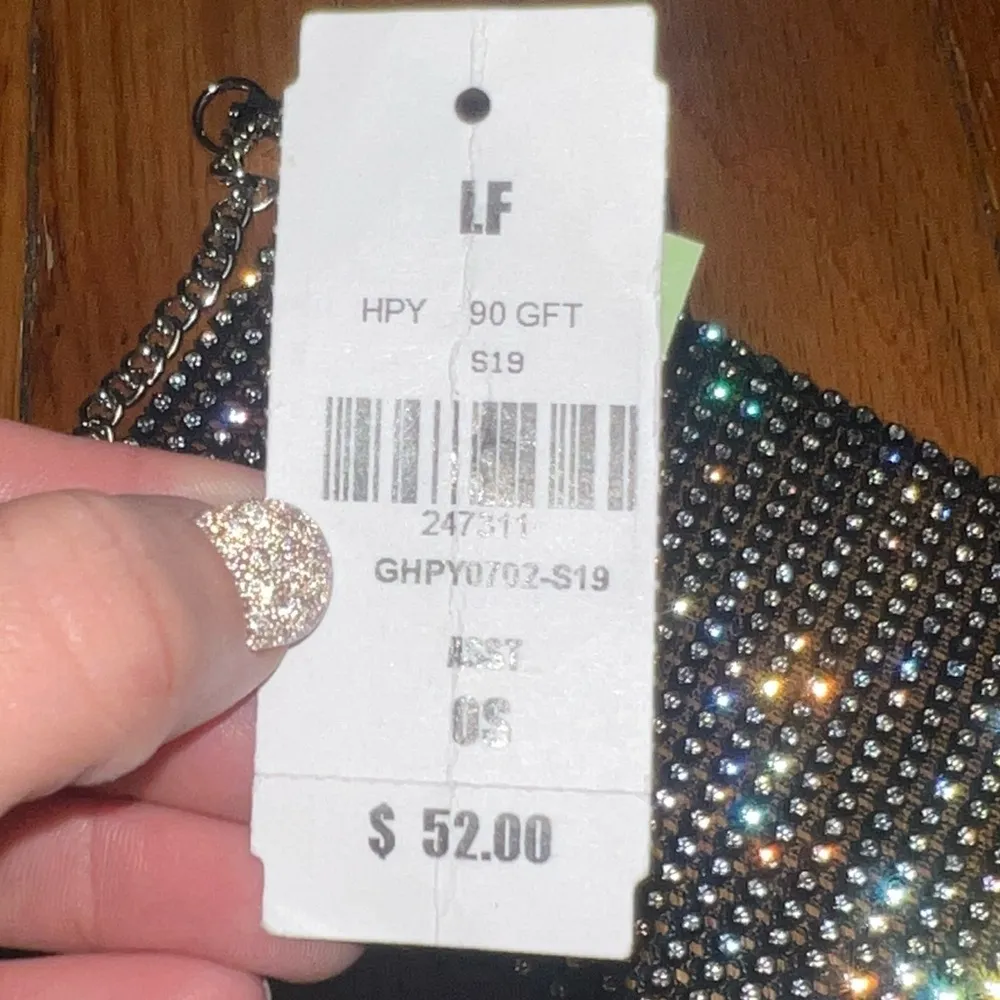 LF
HPY 90 GFT
S19
247311
GHPY0702-S19
ASST
OS
$ 52.00